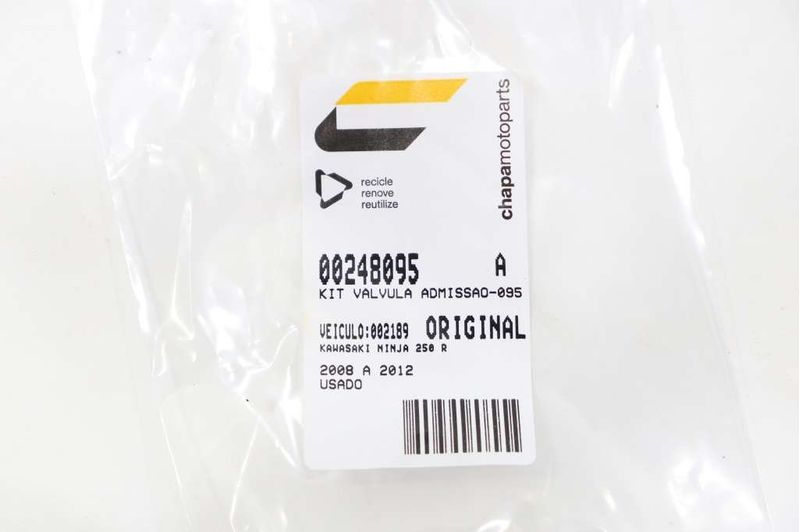 chapamotoparts
recicle
renove
reutilize
00248095 A
KIT VALVULA ADMISSAO-095
VEICULO:002189 ORIGINAL
KAWASAKI NINJA 250 R
2008 A 2012
USADO